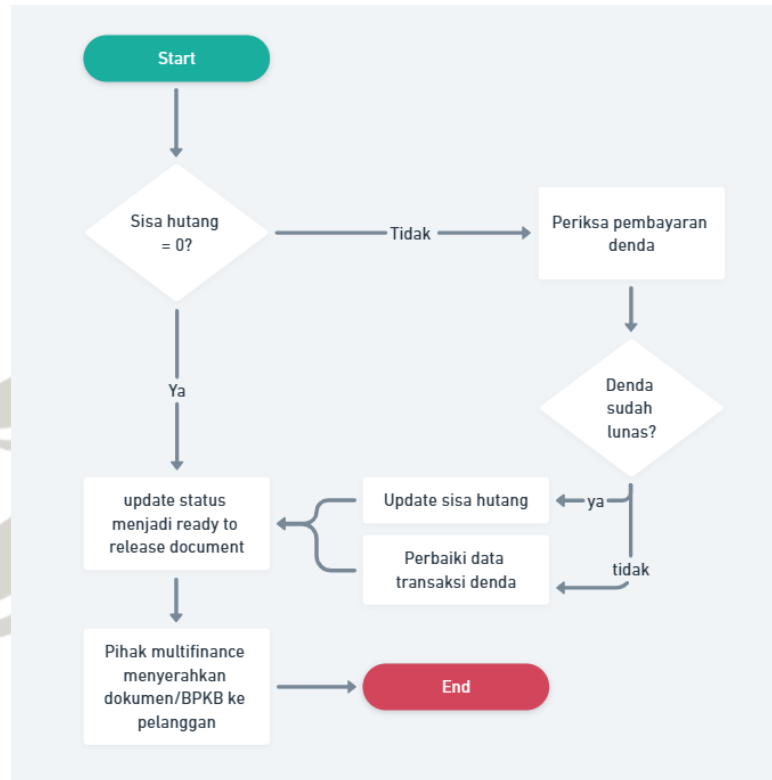 Start
Sisa hutang
= 0?
Tidak
Periksa pembayaran
denda
Ya
Denda
sudah
lunas?
update status
menjadi ready to
release document
Update sisa hutang
ya
Perbaiki data
transaksi denda
tidak
Pihak multifinance
menyerahkan
dokumen/BPKB ke
pelanggan
End